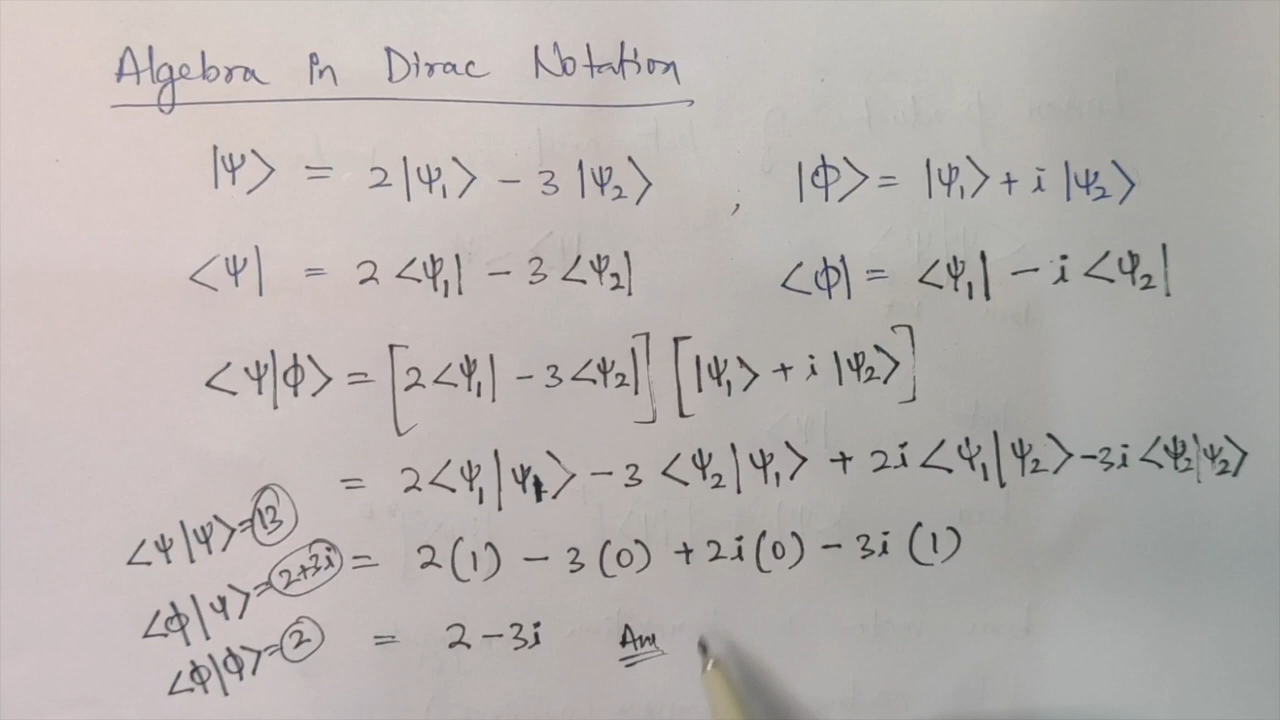 Algebra in Dirac Notation
|Ψ> = 2|Ψ₁> - 3|Ψ₂> , |Φ> = |Ψ₁> + i|Ψ₂>
<Ψ| = 2<Ψ₁| - 3<Ψ₂| <Φ| = <Ψ₁| - i<Ψ₂|
<Ψ|Φ> = [2<Ψ₁| - 3<Ψ₂|] [|Ψ₁> + i|Ψ₂>]
= 2<Ψ₁|Ψ₁> - 3<Ψ₂|Ψ₁> + 2i<Ψ₁|Ψ₂> - 3i<Ψ₂|Ψ₂>
<Ψ|Ψ> = 13
= 2(1) - 3(0) + 2i(0) - 3i(1)
<Φ|Ψ> = 2+3i
= 2 - 3i Ans
<Φ|Φ> = 2